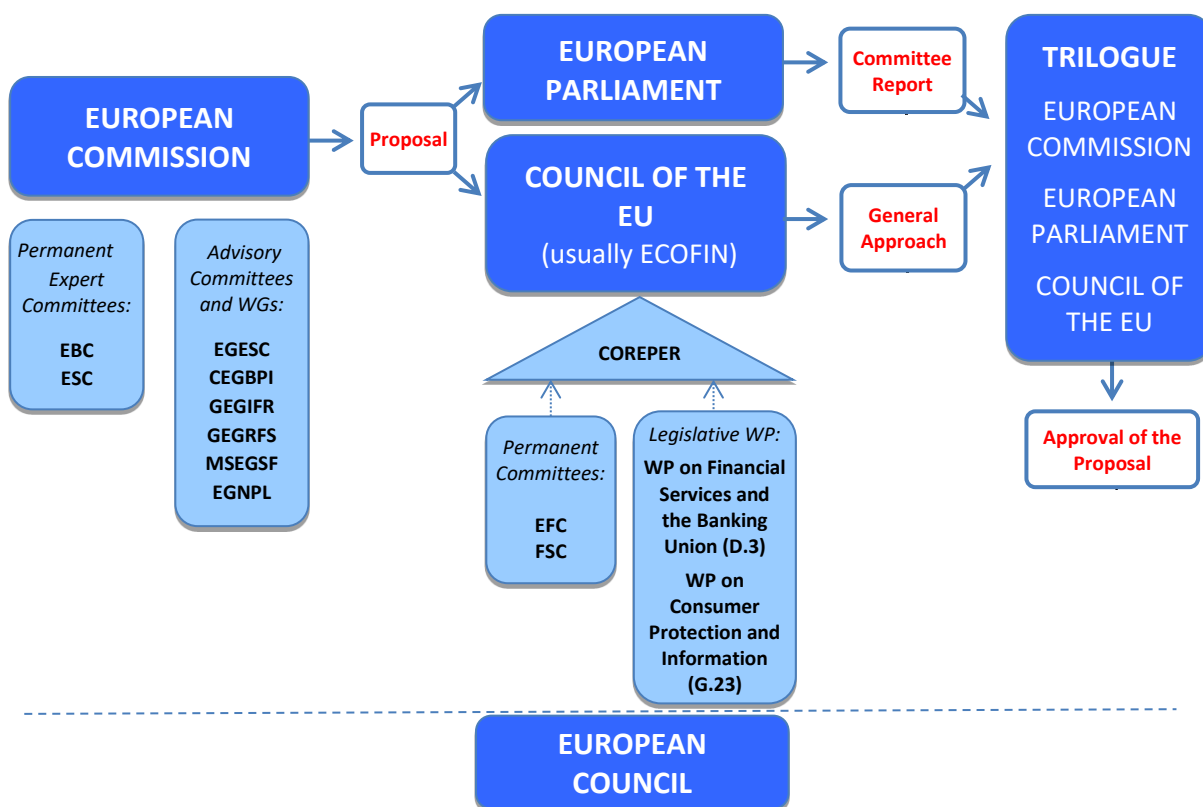 EUROPEAN
COMMISSION
Permanent
Expert
Committees:
EBC
ESC
Advisory
Committees
and WGs:
EGESC
CEGBPI
GEGIFR
GEGRFS
MSEGSF
EGNPL
Proposal
EUROPEAN
PARLIAMENT
COUNCIL OF THE
EU
(usually ECOFIN)
COREPER
Permanent
Committees:
EFC
FSC
Legislative WP:
WP on Financial
Services and
the Banking
Union (D.3)
WP on
Consumer
Protection and
Information
(G.23)
Committee
Report
General
Approach
TRILOGUE
EUROPEAN
COMMISSION
EUROPEAN
PARLIAMENT
COUNCIL OF
THE EU
Approval of the
Proposal
EUROPEAN
COUNCIL